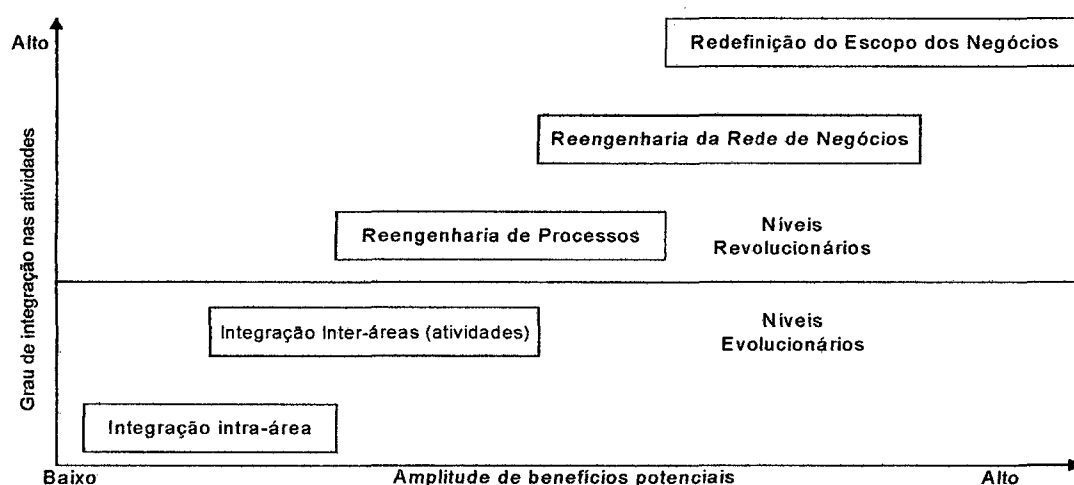 Alto
Redefinição do Escopo dos Negócios
Reengenharia da Rede de Negócios
Reengenharia de Processos
Níveis
Revolucionários
Grau de integração nas atividades
Integração Inter-áreas (atividades)
Níveis
Evolucionários
Integração intra-área
Baixo
Amplitude de benefícios potenciais
Alto